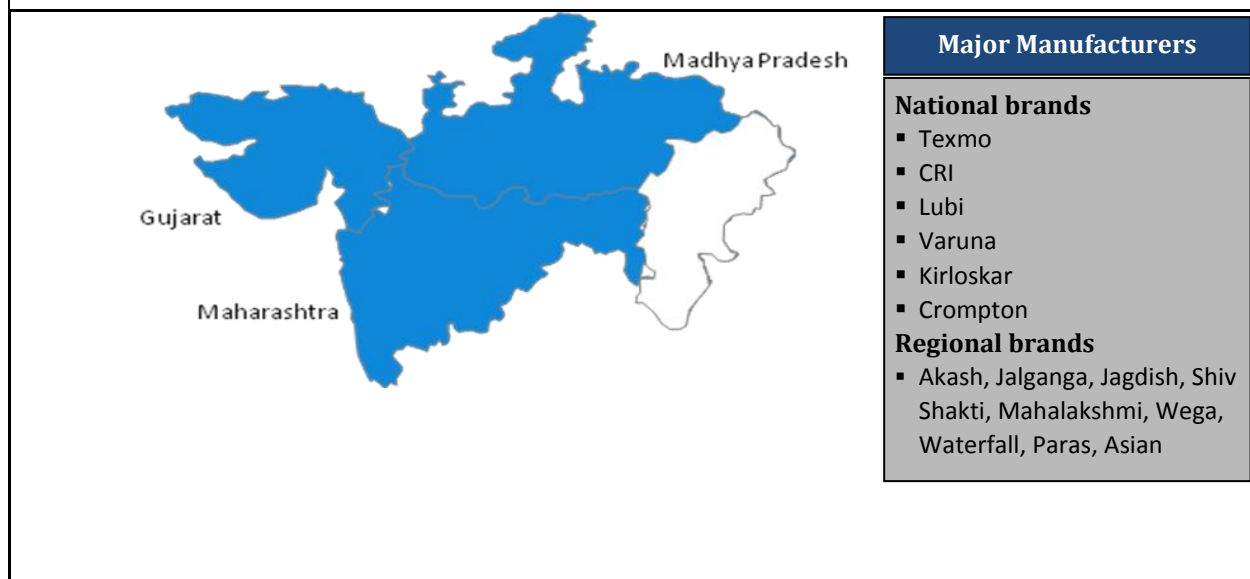 Madhya Pradesh
Gujarat
Maharashtra
Major Manufacturers
National brands
▪ Texmo
▪ CRI
▪ Lubi
▪ Varuna
▪ Kirloskar
▪ Crompton
Regional brands
▪ Akash, Jalganga, Jagdish, Shiv
Shakti, Mahalakshmi, Wega,
Waterfall, Paras, Asian